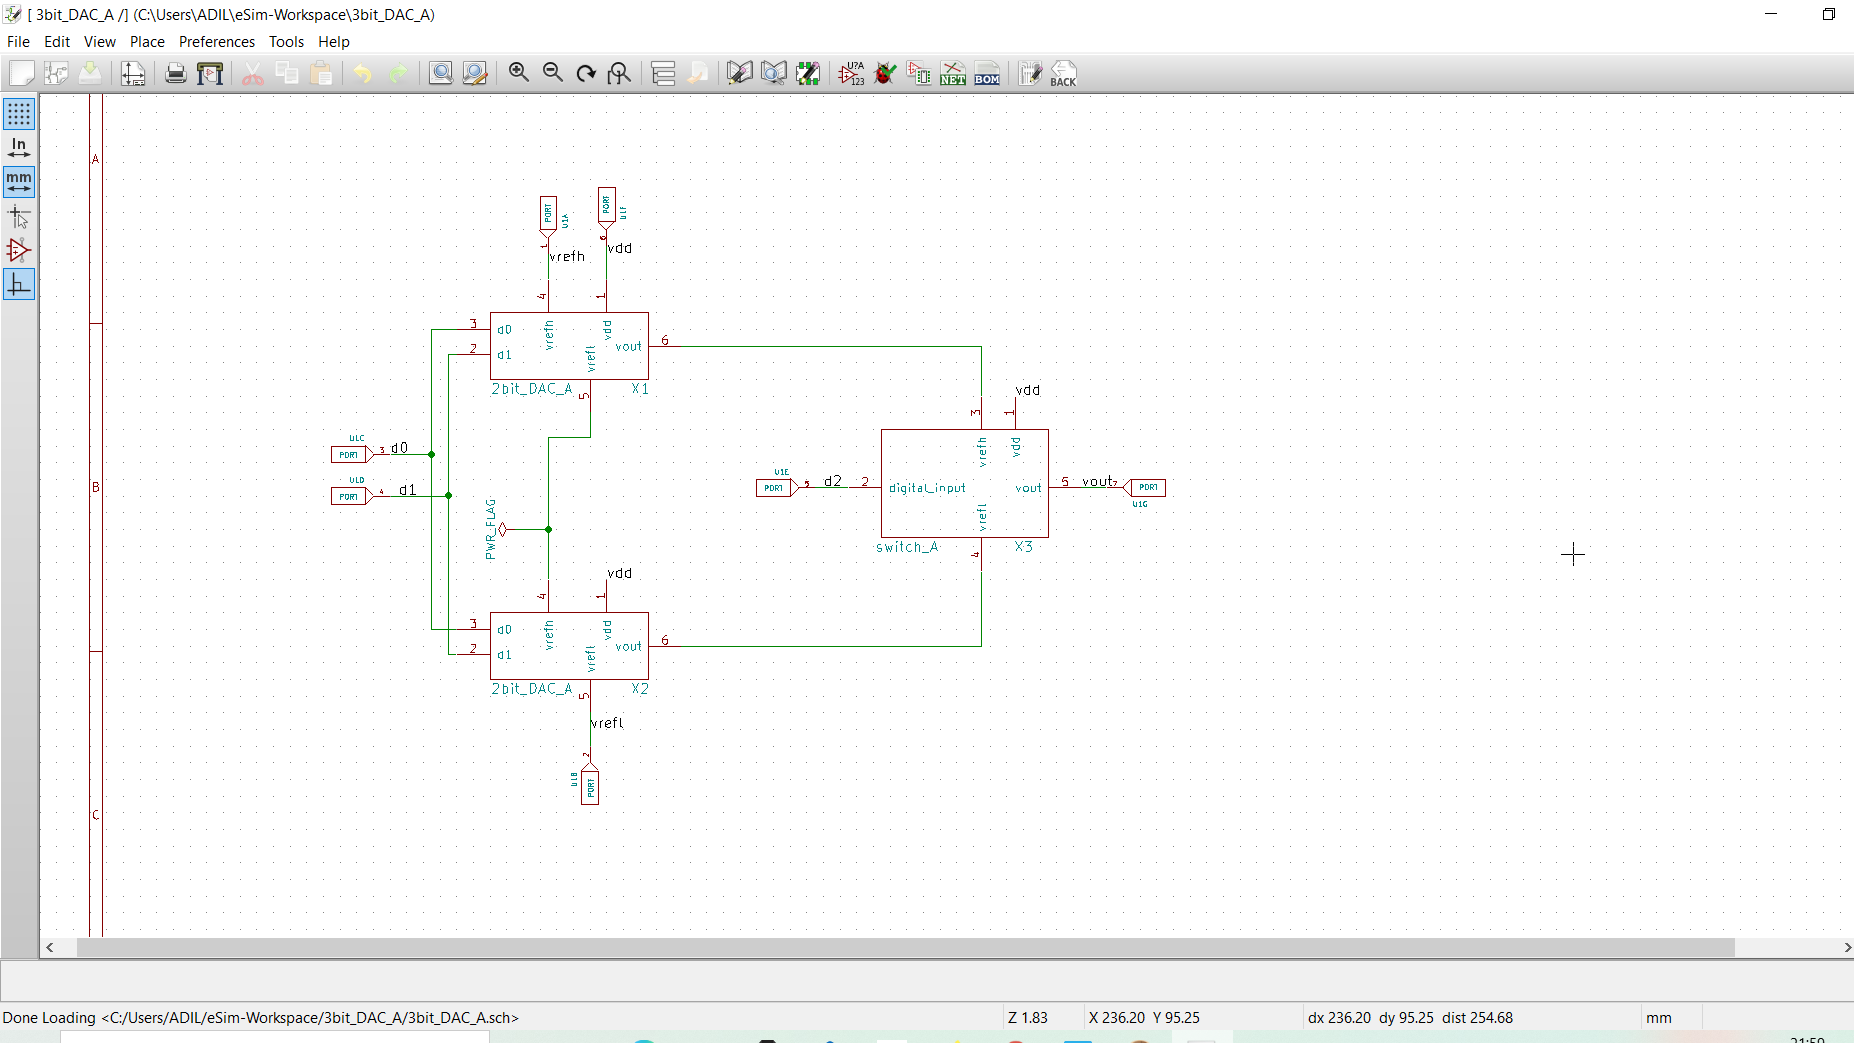 [ 3bit_DAC_A /] (C:\Users\ADIL\eSim-Workspace\3bit_DAC_A)
File Edit View Place Preferences Tools Help
U?A
123
NET
BOM
BACK
In
mm
A
B
C
PORT
U1A
1
vrefh
PORT
U1F
6
vdd
4
1
3
d0
2
d1
vrefh
vdd
vrefl
vout
6
2bit_DAC_A
X1
5
U1C
PORT
3
d0
U1D
PORT
4
d1
PWR_FLAG
vdd
4
1
3
d0
2
d1
vrefh
vdd
vrefl
vout
6
2bit_DAC_A
X2
5
vrefl
2
U1B
PORT
U1E
PORT
5
d2
2
digital_input
3
1
vdd
vrefh
vdd
vrefl
vout
5
vout
7
PORT
U1G
switch_A
X3
4
Done Loading <C:/Users/ADIL/eSim-Workspace/3bit_DAC_A/3bit_DAC_A.sch>
Z 1.83
X 236.20 Y 95.25
dx 236.20 dy 95.25 dist 254.68
mm